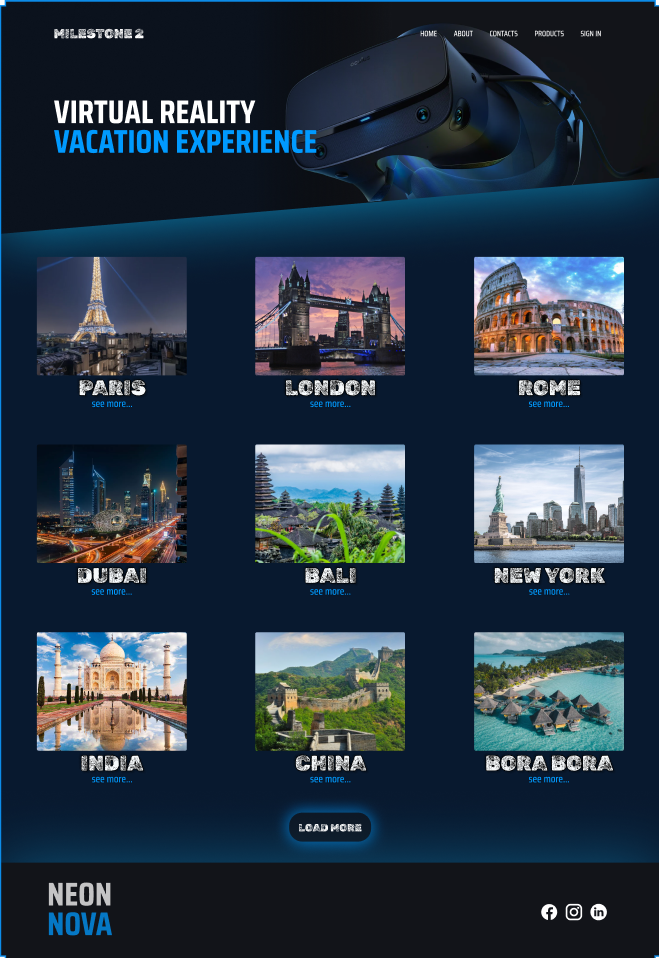 MILESTONE 2
HOME ABOUT CONTACTS PRODUCTS SIGN IN
VIRTUAL REALITY
VACATION EXPERIENCE
PARIS LONDON ROME
see more... see more... see more...
DUBAI BALI NEW YORK
see more... see more... see more...
INDIA CHINA BORA BORA
see more... see more... see more...
LOAD MORE
NEON
NOVA